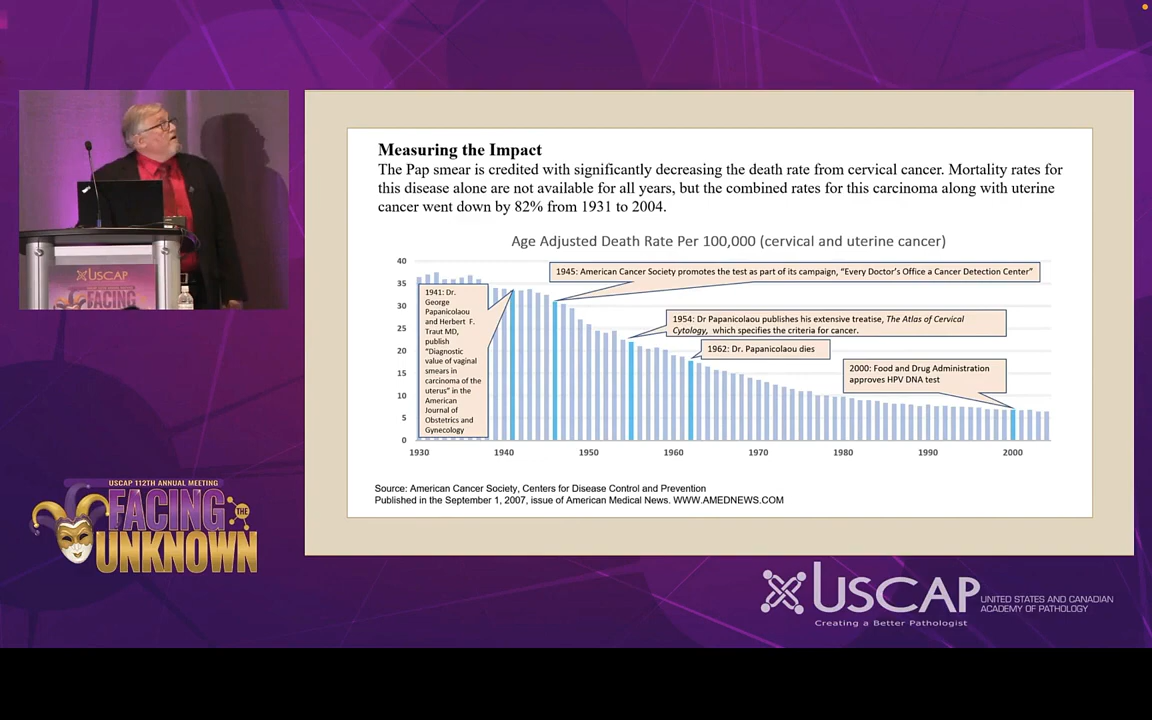 Measuring the Impact
The Pap smear is credited with significantly decreasing the death rate from cervical cancer. Mortality rates for
this disease alone are not available for all years, but the combined rates for this carcinoma along with uterine
cancer went down by 82% from 1931 to 2004.
Age Adjusted Death Rate Per 100,000 (cervical and uterine cancer)
40
35
30
25
20
15
10
5
0
1941: Dr.
George
Papanicolaou
and Herbert F.
Traut MD,
publish
"Diagnostic
value of vaginal
smears in
carcinoma of the
uterus" in the
American
Journal of
Obstetrics and
Gynecology
1945: American Cancer Society promotes the test as part of its campaign, "Every Doctor's Office a Cancer Detection Center"
1954: Dr Papanicolaou publishes his extensive treatise, The Atlas of Cervical
Cytology, which specifies the criteria for cancer.
1962: Dr. Papanicolaou dies
2000: Food and Drug Administration
approves HPV DNA test
1930 1940 1950 1960 1970 1980 1990 2000
Source: American Cancer Society, Centers for Disease Control and Prevention
Published in the September 1, 2007, issue of American Medical News. WWW.AMEDNEWS.COM
USCAP
FACING
USCAP 112TH ANNUAL MEETING
FACING
THE
UNKNOWN
USCAP
UNITED STATES AND CANADIAN
ACADEMY OF PATHOLOGY
Creating a Better Pathologist